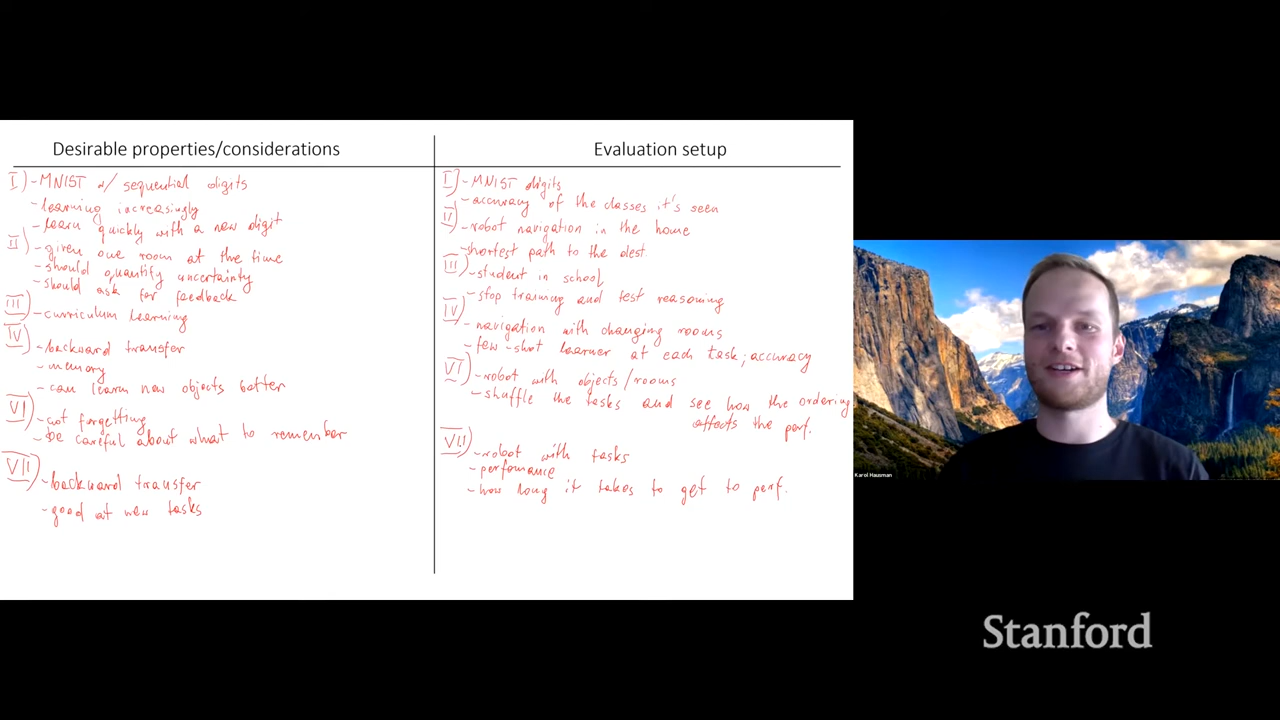 Desirable properties/considerations
I) - MNIST w/ sequential digits
- learning increasingly
- learn quickly with a new digit
II) - given one room at the time
- should quantify uncertainty
- should ask for feedback
III) - curriculum learning
IV)
- backward transfer
- memory
- can learn new objects better
VI) - not forgetting
- be careful about what to remember
VII)
- backward transfer
- good at new tasks
Evaluation setup
I) - MNIST digits
- accuracy of the classes it's seen
II) - robot navigation in the home
- shortest path to the dest.
III) - student in school
- stop training and test reasoning
IV)
- navigation with changing rooms
- few-shot learner at each task; accuracy
VI) - robot with objects/rooms
- shuffle the tasks and see how the ordering
affects the perf.
VII) - robot with tasks
- performance
- how long it takes to get to perf.
Karol Hausman
Stanford